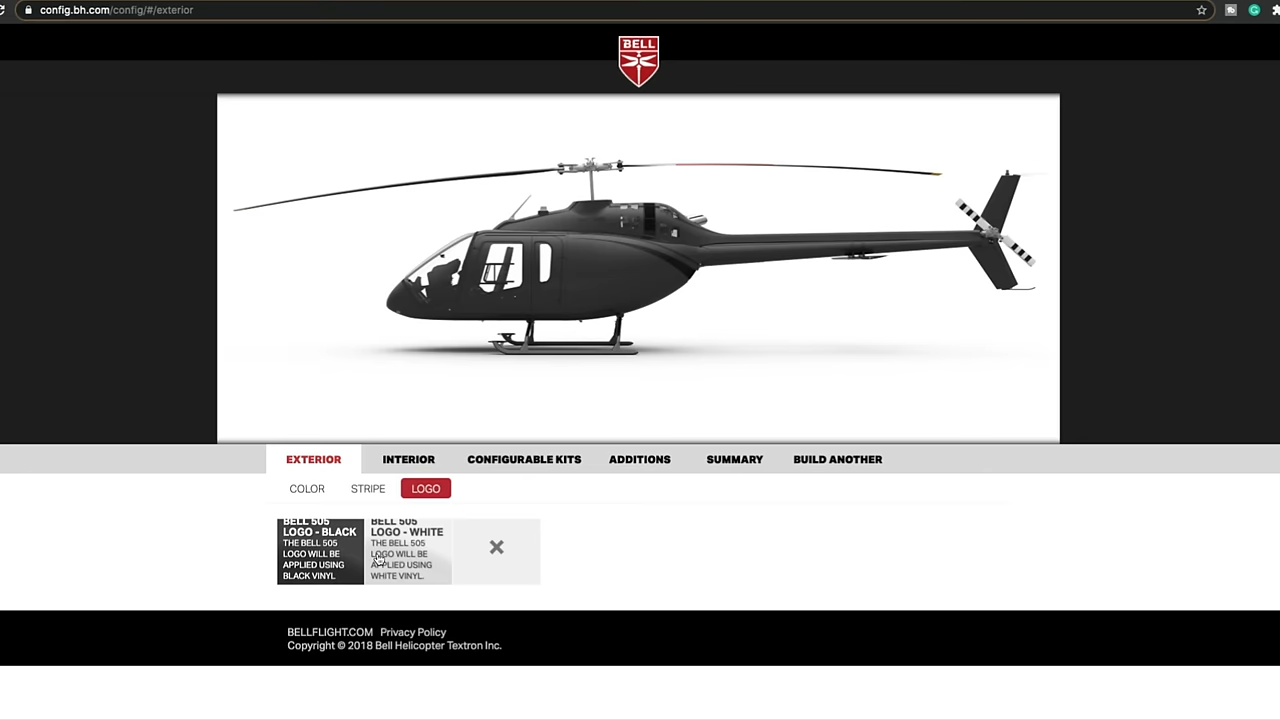 config.bh.com/config/#/exterior
BELL
EXTERIOR INTERIOR CONFIGURABLE KITS ADDITIONS SUMMARY BUILD ANOTHER
COLOR STRIPE LOGO
BELL 505
LOGO - BLACK
THE BELL 505
LOGO WILL BE
APPLIED USING
BLACK VINYL
BELL 505
LOGO - WHITE
THE BELL 505
LOGO WILL BE
APPLIED USING
WHITE VINYL.
BELLFLIGHT.COM Privacy Policy
Copyright © 2018 Bell Helicopter Textron Inc.